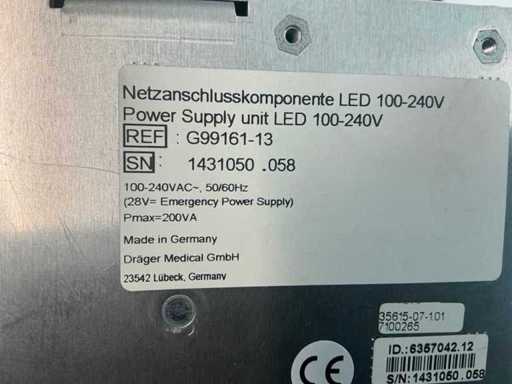 Netzanschlusskomponente LED 100-240V
Power Supply unit LED 100-240V
REF : G99161-13
SN : 1431050 .058
100-240VAC~, 50/60Hz
(28V= Emergency Power Supply)
Pmax=200VA
Made in Germany
Dräger Medical GmbH
23542 Lübeck, Germany
35615-07-101
7100265
CE
ID.: 6357042.12
S/N: 1431050 .058